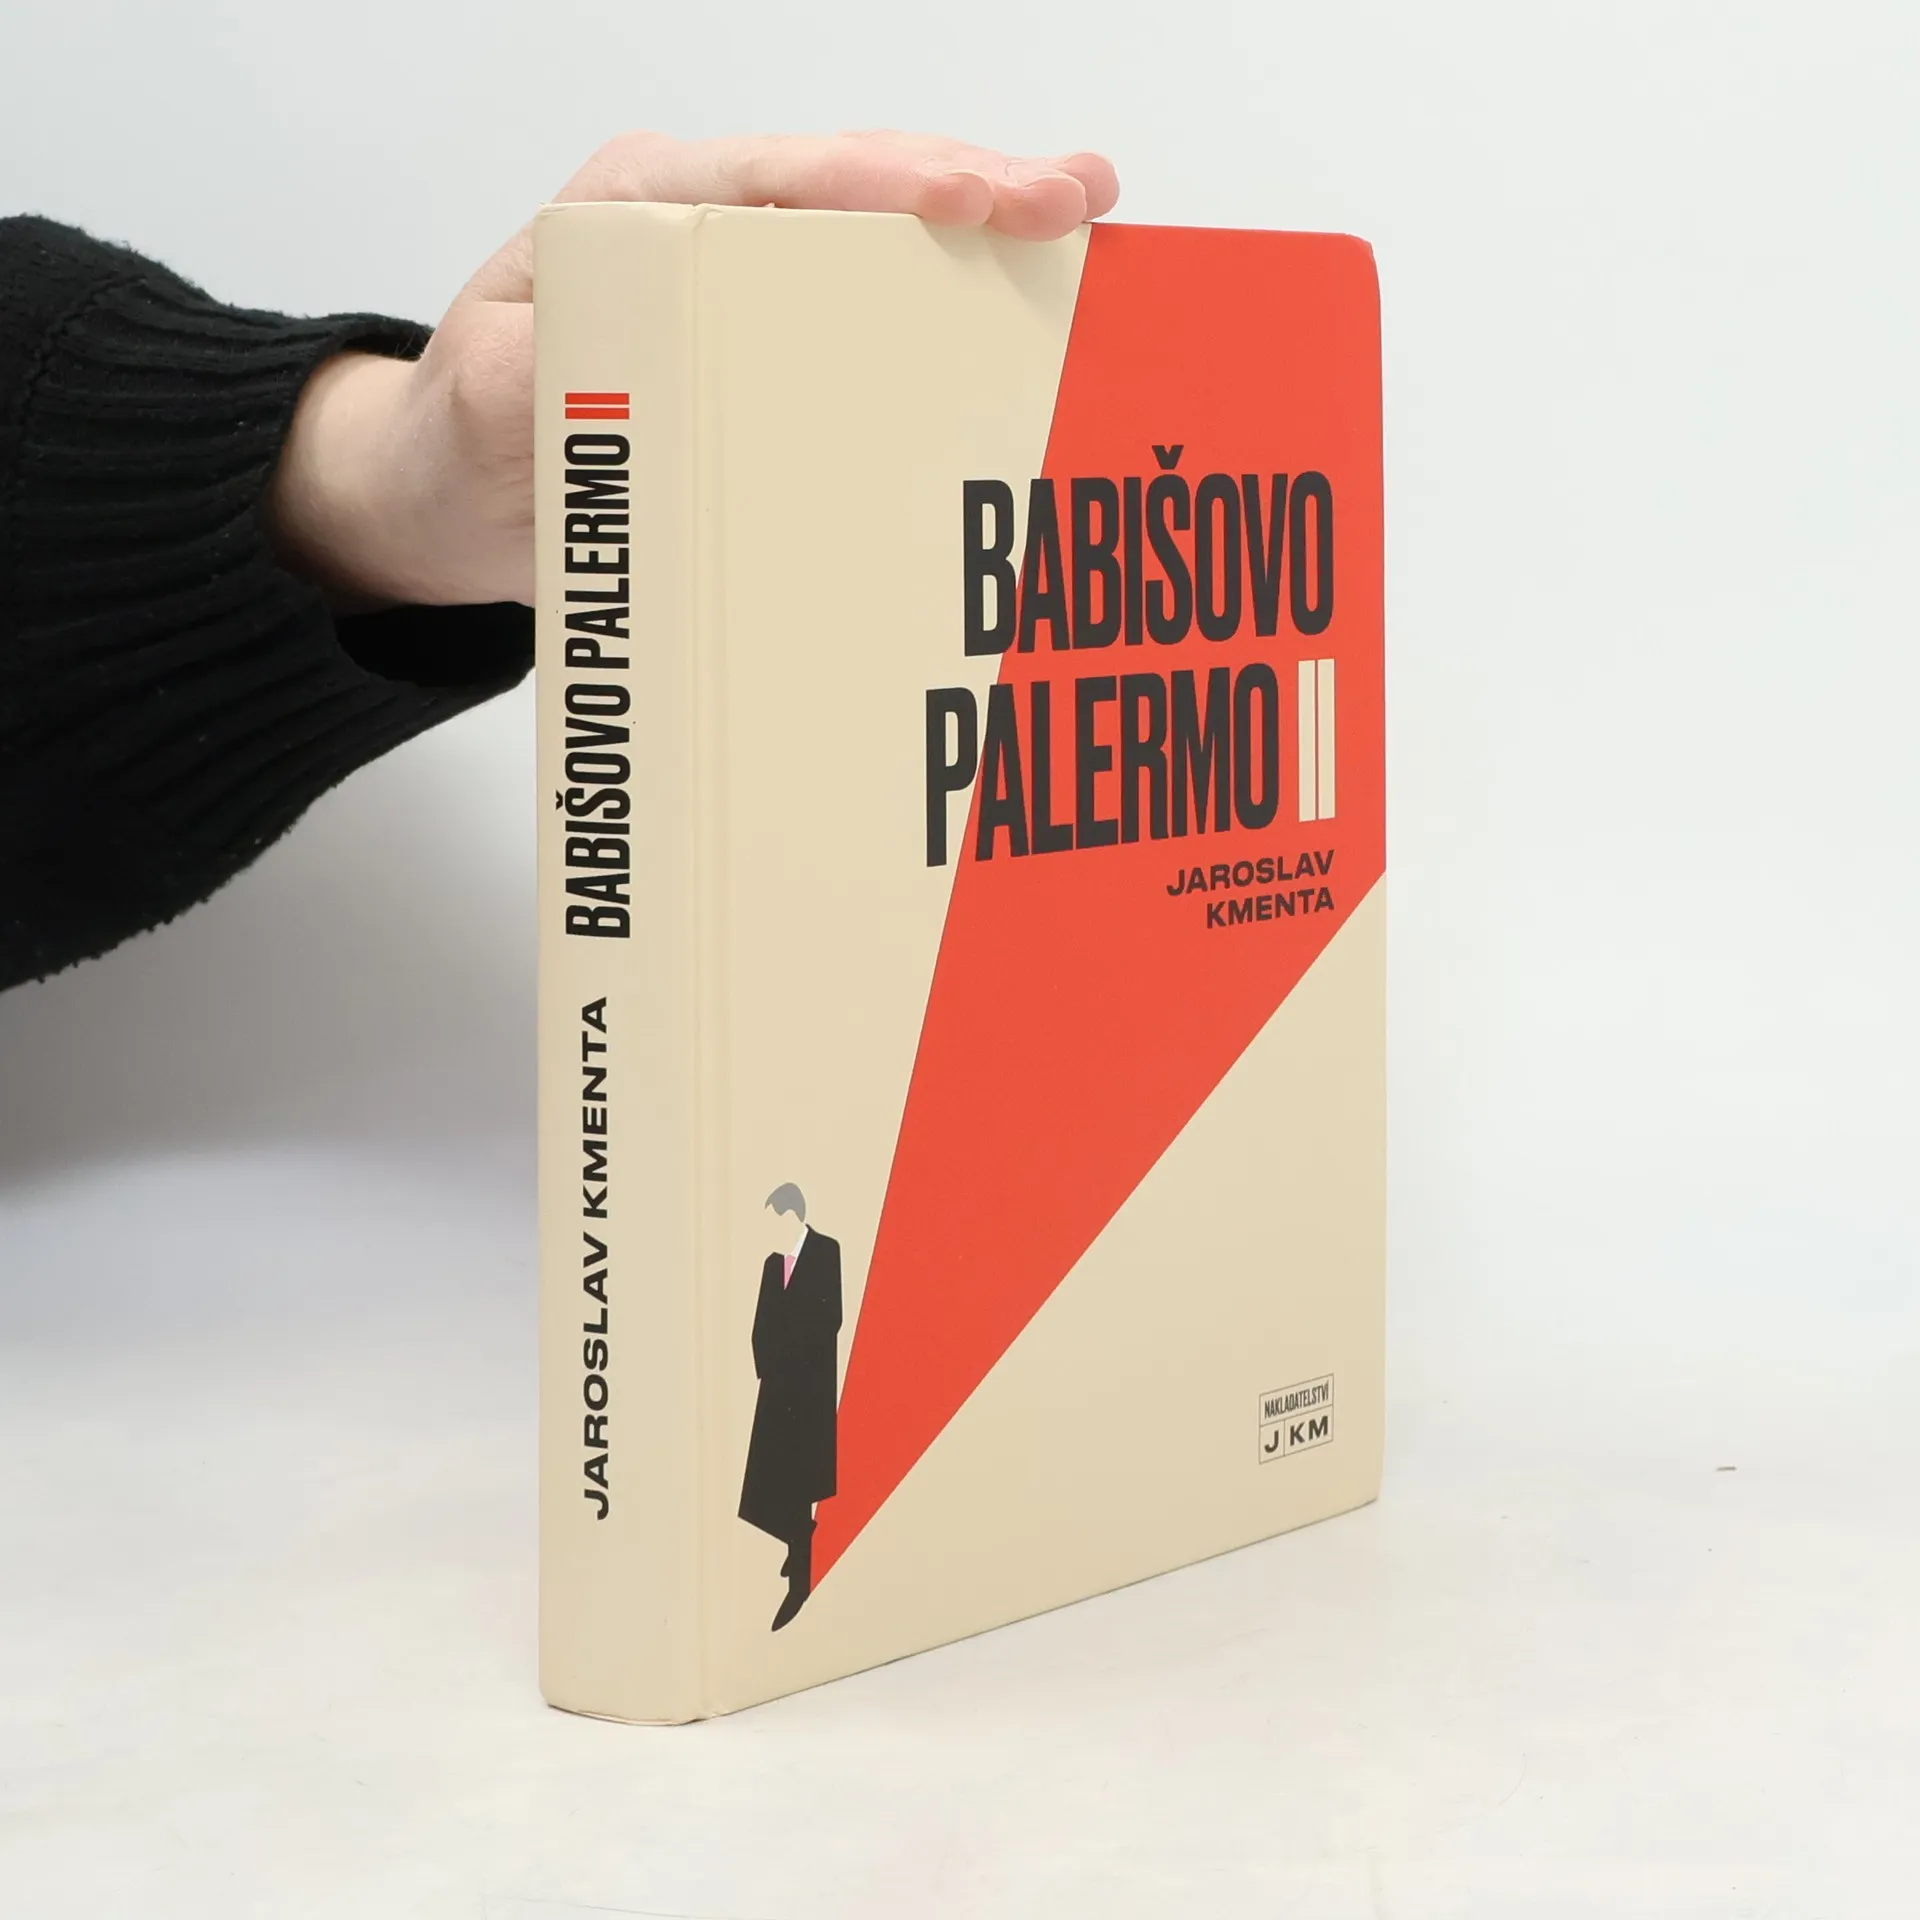 JAROSLAV KMENTA BABIŠOVO PALERMO II
BABIŠOVO
PALERMO II
JAROSLAV
KMENTA
NAKLADATELSTVÍ
J KM